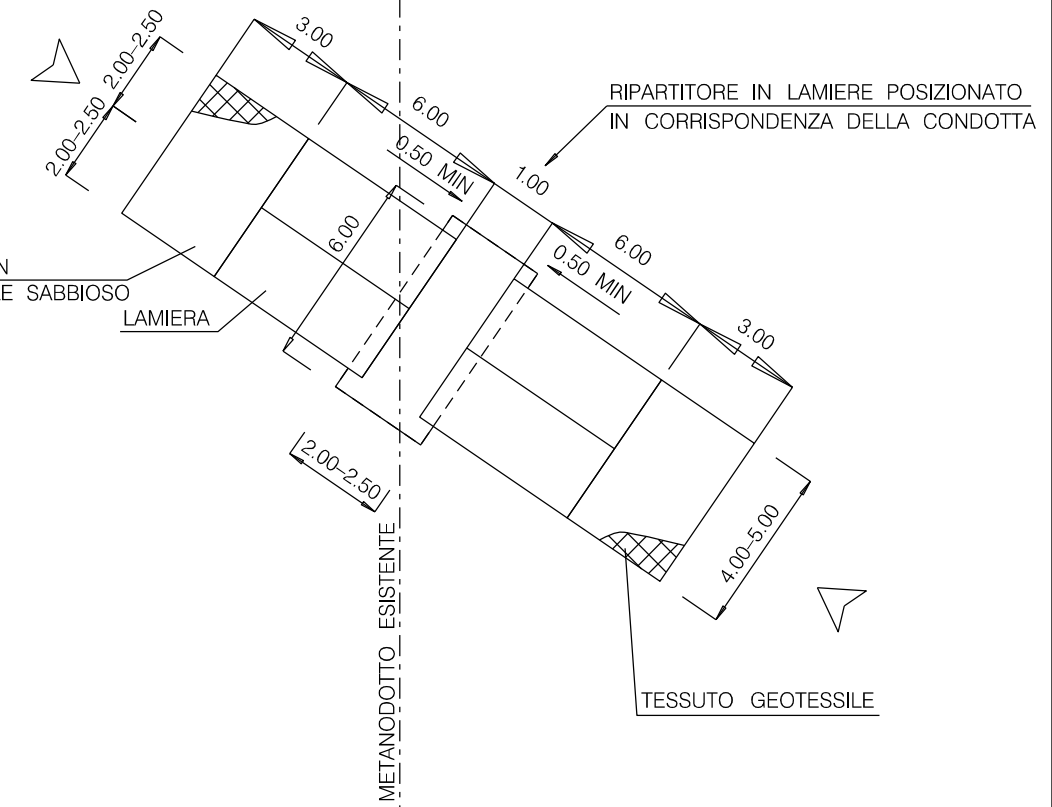 3.00
2.00-2.50
2.00-2.50
6.00
RIPARTITORE IN LAMIERE POSIZIONATO
IN CORRISPONDENZA DELLA CONDOTTA
0.50 MIN
1.00
6.00
6.00
0.50 MIN
N
E SABBIOSO
LAMIERA
3.00
2.00-2.50
4.00-5.00
METANODOTTO ESISTENTE
TESSUTO GEOTESSILE